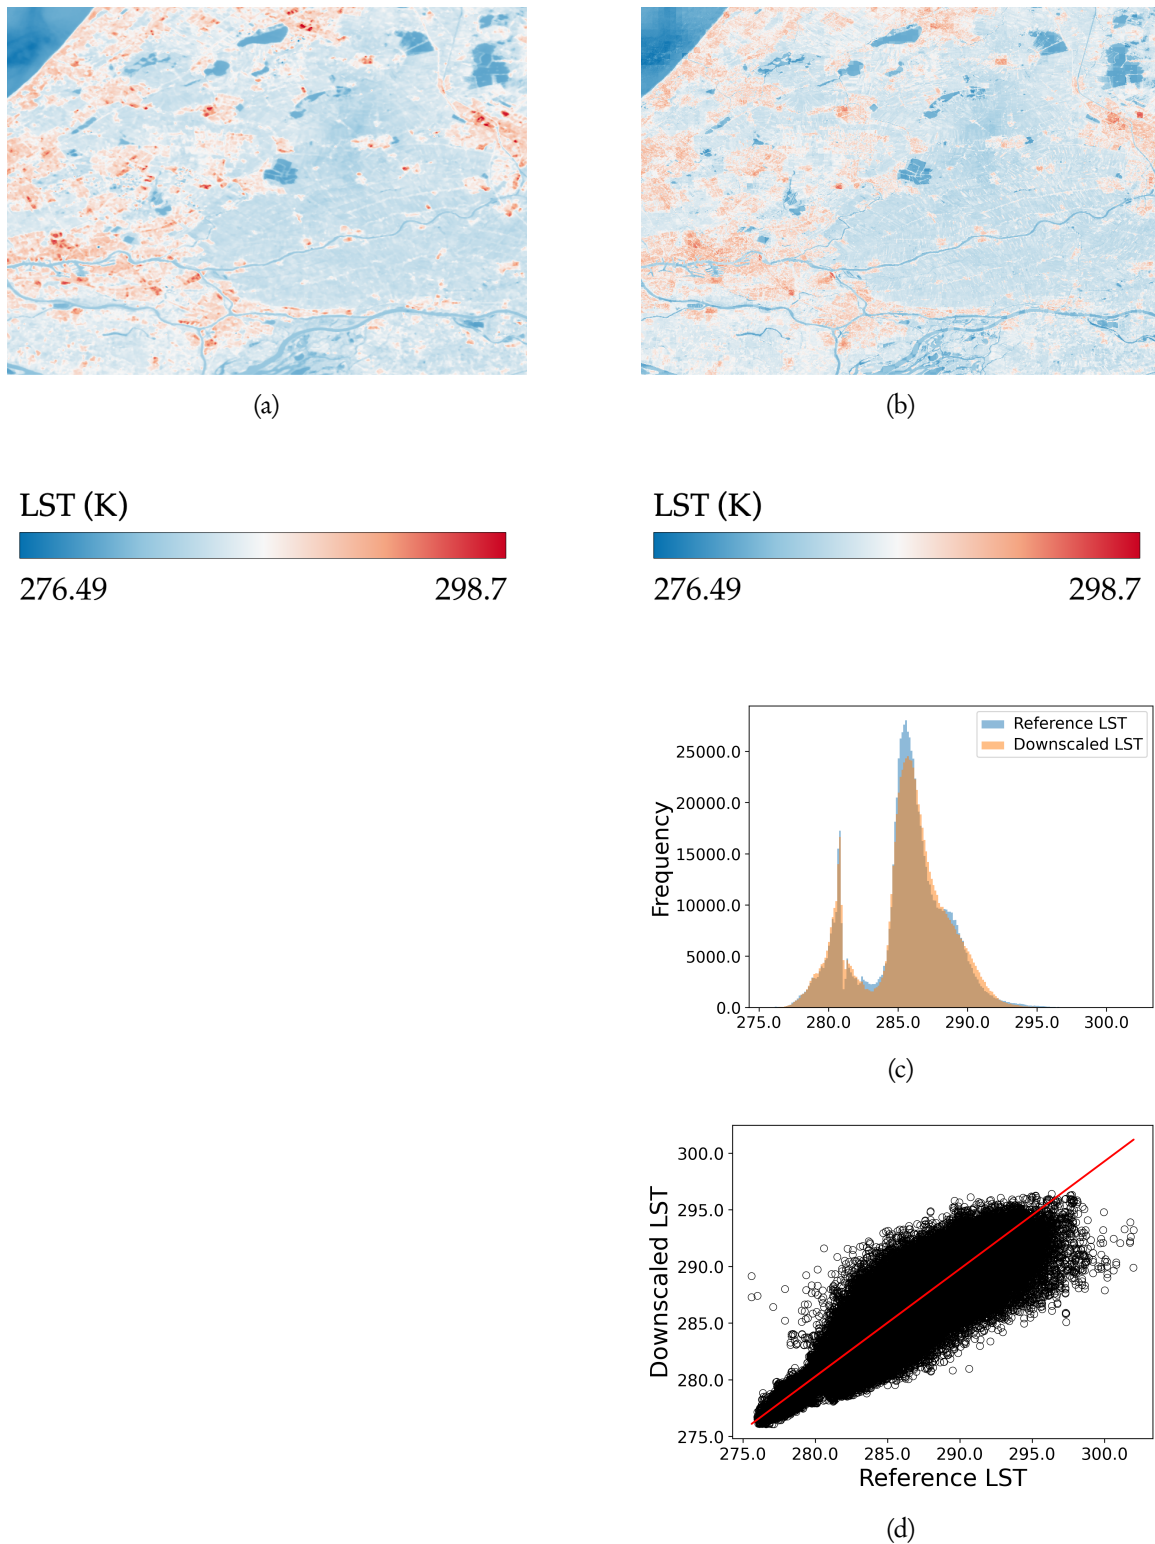 (a)
(b)
LST (K)
276.49 298.7
LST (K)
276.49 298.7
Reference LST
Downscaled LST
25000.0
20000.0
15000.0
10000.0
5000.0
0.0
Frequency
275.0 280.0 285.0 290.0 295.0 300.0
(c)
300.0
295.0
290.0
285.0
280.0
275.0
Downscaled LST
275.0 280.0 285.0 290.0 295.0 300.0
Reference LST
(d)